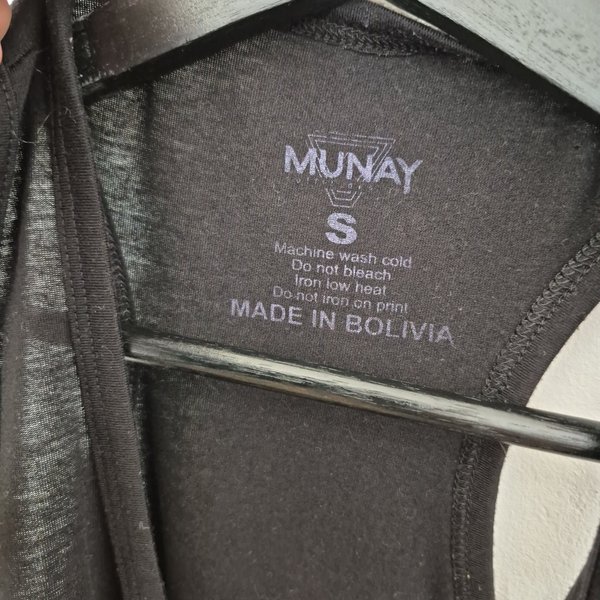 MUNAY
S
Machine wash cold
Do not bleach
Iron low heat
Do not iron on print
MADE IN BOLIVIA